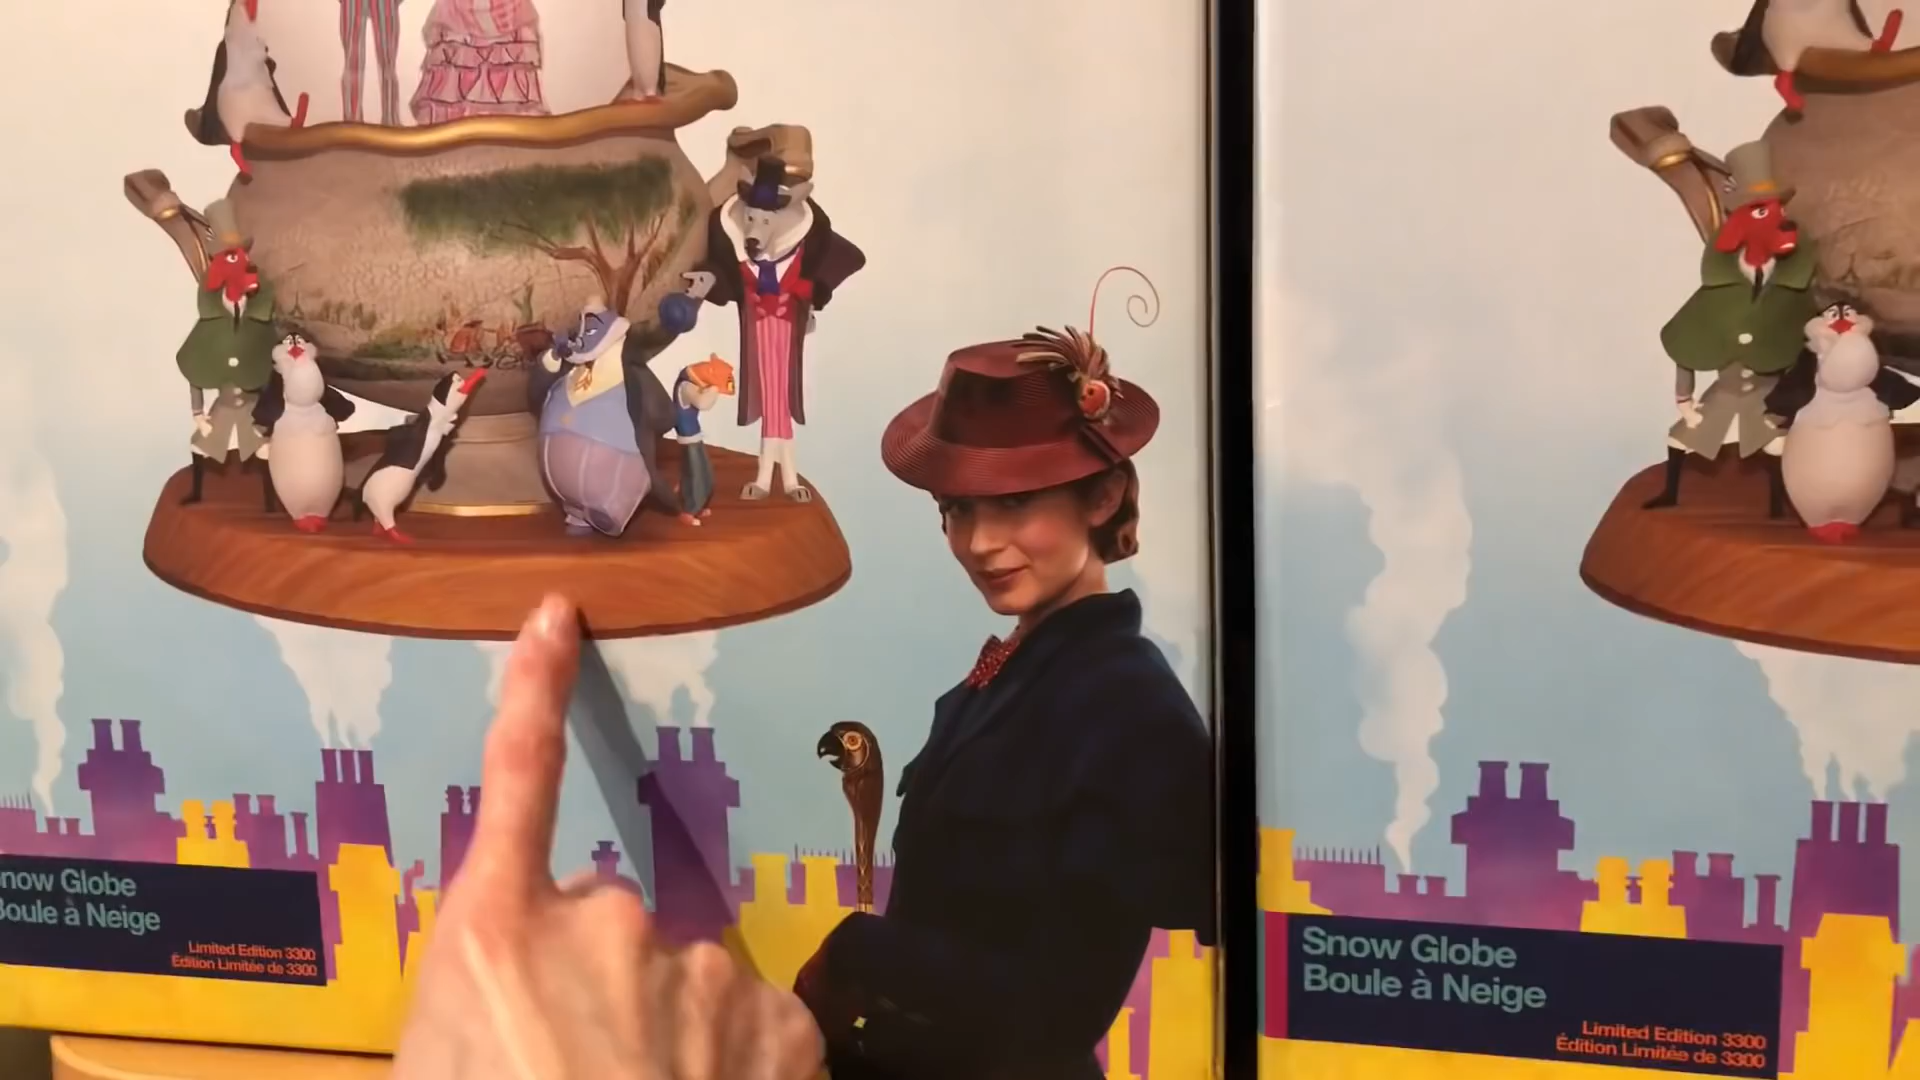 now Globe
Boule à Neige
Limited Edition 3300
Édition Limitée de 3300
Snow Globe
Boule à Neige
Limited Edition 3300
Édition Limitée de 3300